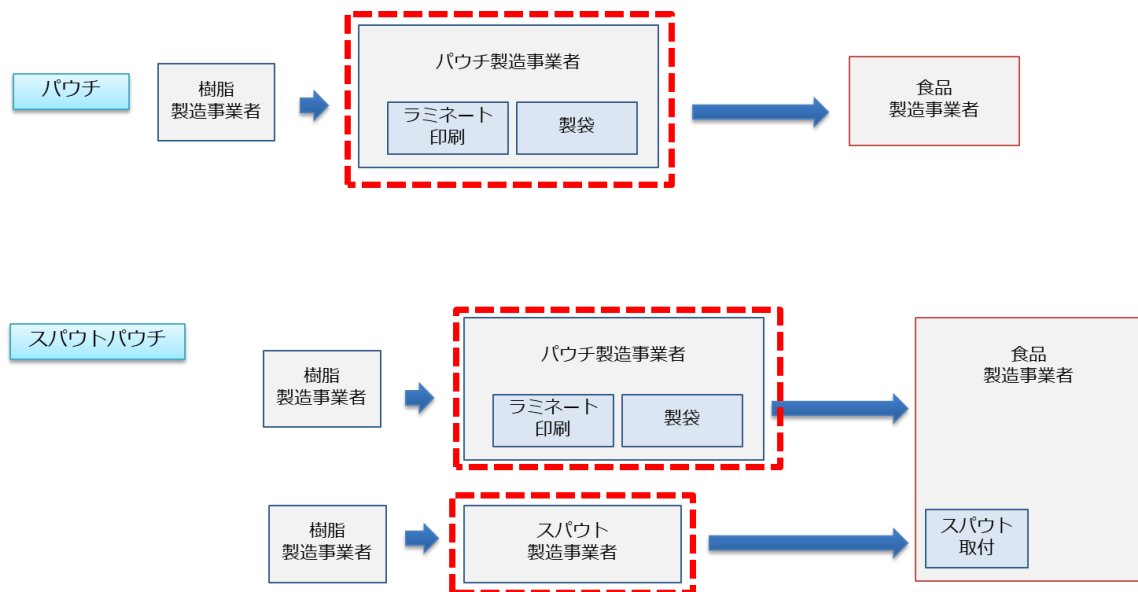 パウチ
樹脂
製造事業者
パウチ製造事業者
ラミネート
印刷
製袋
食品
製造事業者
スパウトパウチ
樹脂
製造事業者
パウチ製造事業者
ラミネート
印刷
製袋
食品
製造事業者
樹脂
製造事業者
スパウト
製造事業者
スパウト
取付